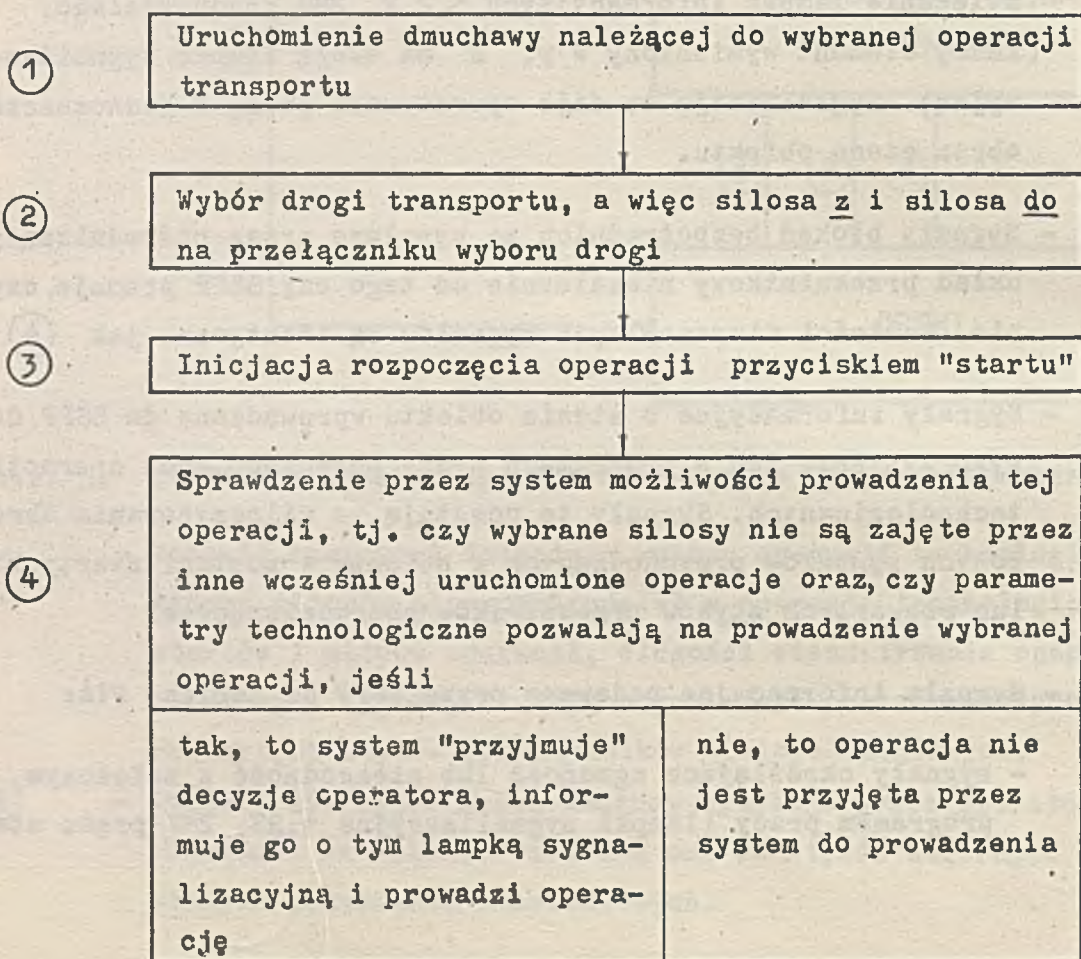 ① Uruchomienie dmuchawy należącej do wybranej operacji
transportu
② Wybór drogi transportu, a więc silosa z i silosa do
na przełączniku wyboru drogi
③ Inicjacja rozpoczęcia operacji przyciskiem "startu"
④ Sprawdzenie przez system możliwości prowadzenia tej
operacji, tj. czy wybrane silosy nie są zajęte przez
inne wcześniej uruchomione operacje oraz, czy parame-
try technologiczne pozwalają na prowadzenie wybranej
operacji, jeśli
tak, to system "przyjmuje"
decyzje operatora, infor-
muje go o tym lampką sygna-
lizacyjną i prowadzi opera-
cję
nie, to operacja nie
jest przyjęta przez
system do prowadzenia